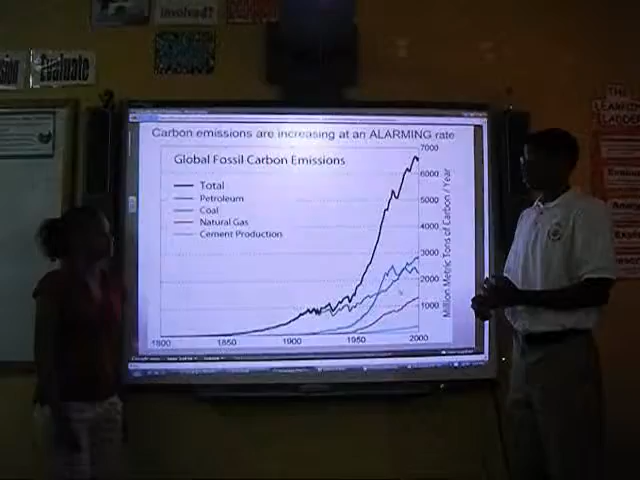 involved?
Evaluate
THE
LADDER
Carbon emissions are increasing at an ALARMING rate
Global Fossil Carbon Emissions
Total
Petroleum
Coal
Natural Gas
Cement Production
7000
6000
5000
4000
3000
2000
1000
Million Metric Tons of Carbon / Year
1800
1850
1900
1950
2000